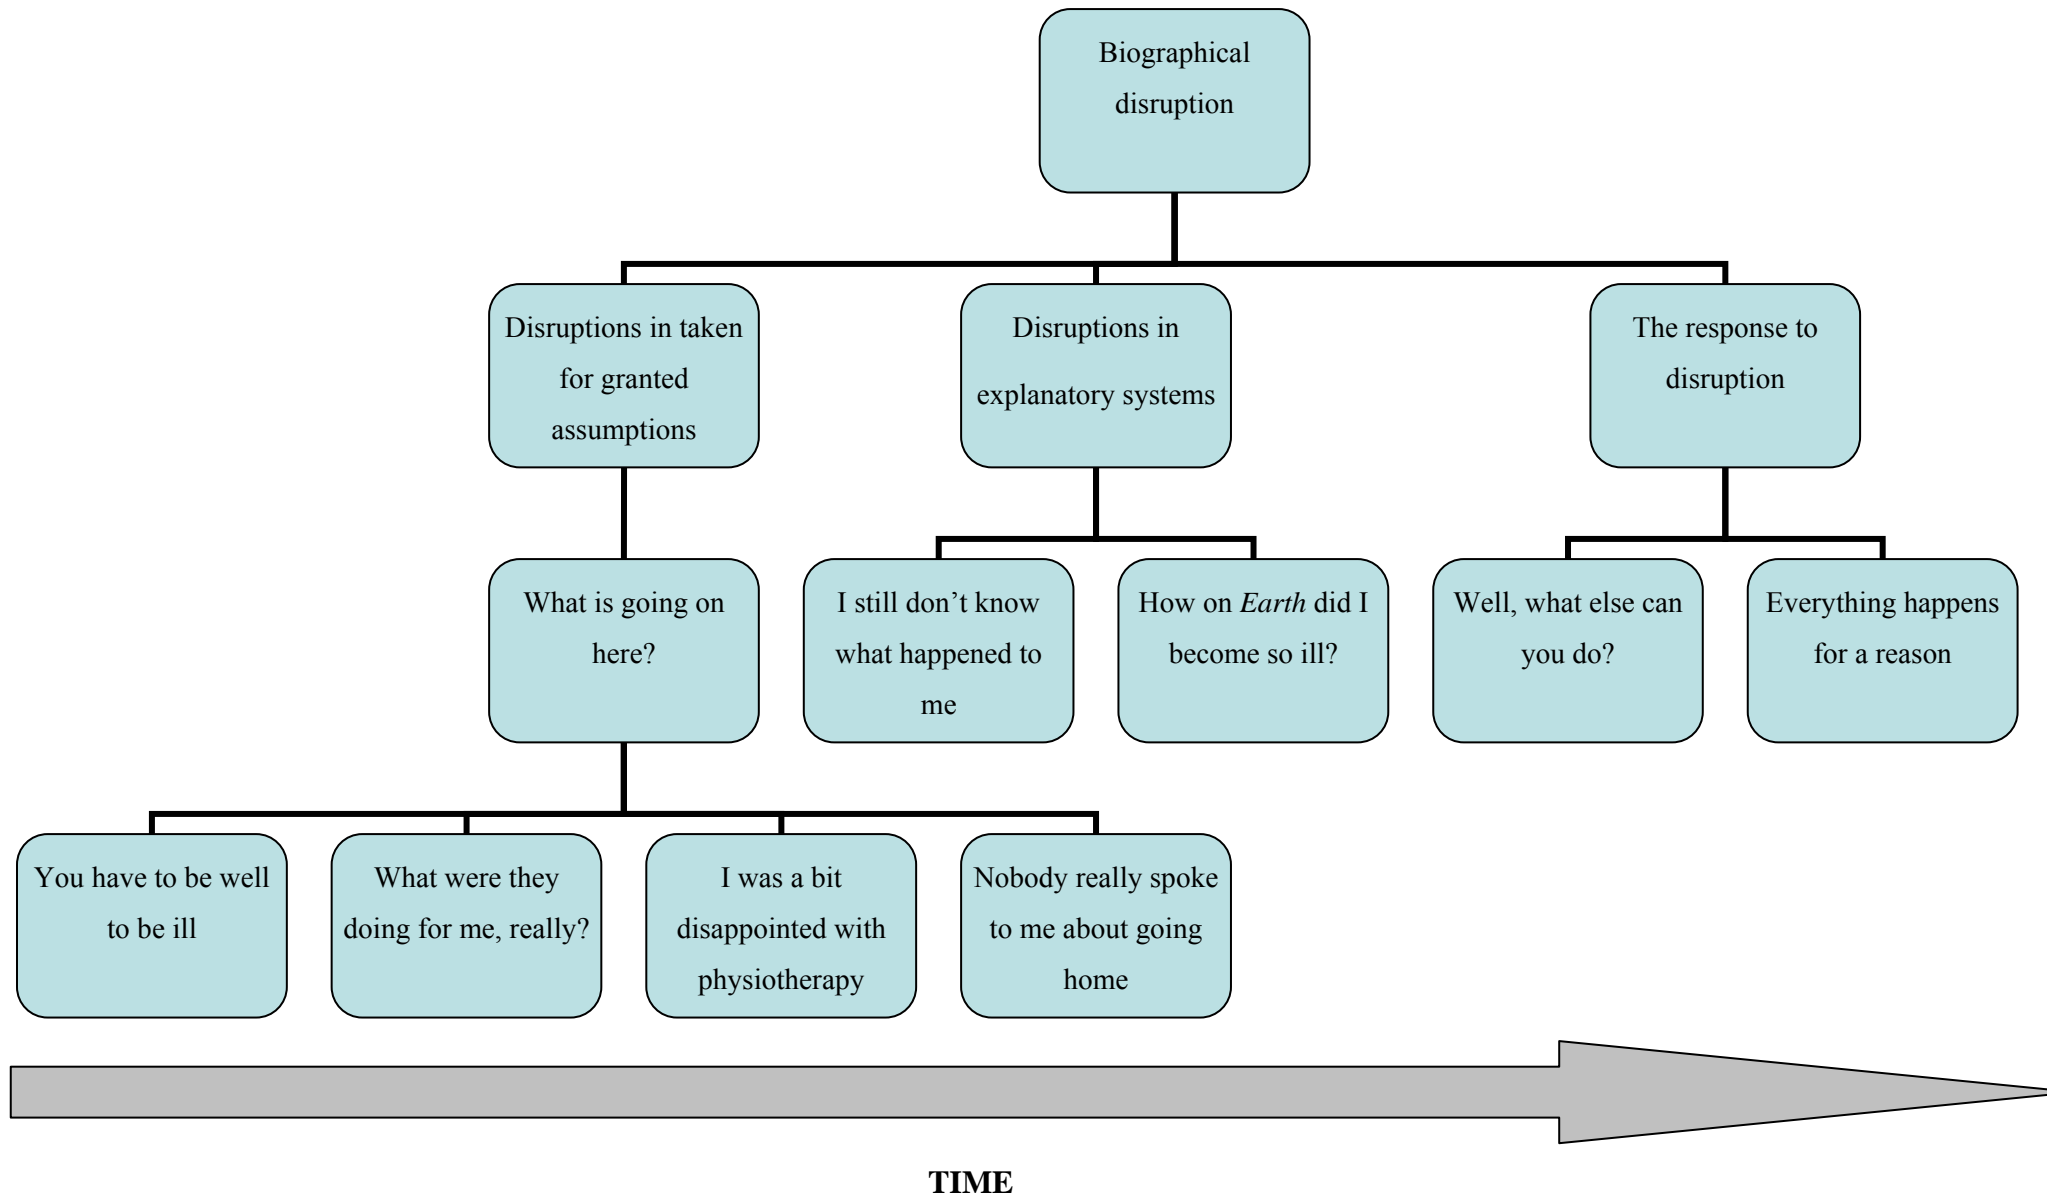 Biographical
disruption
Disruptions in taken
for granted
assumptions
Disruptions in
explanatory systems
The response to
disruption
What is going on
here?
I still don’t know
what happened to
me
How on Earth did I
become so ill?
Well, what else can
you do?
Everything happens
for a reason
You have to be well
to be ill
What were they
doing for me, really?
I was a bit
disappointed with
physiotherapy
Nobody really spoke
to me about going
home
TIME